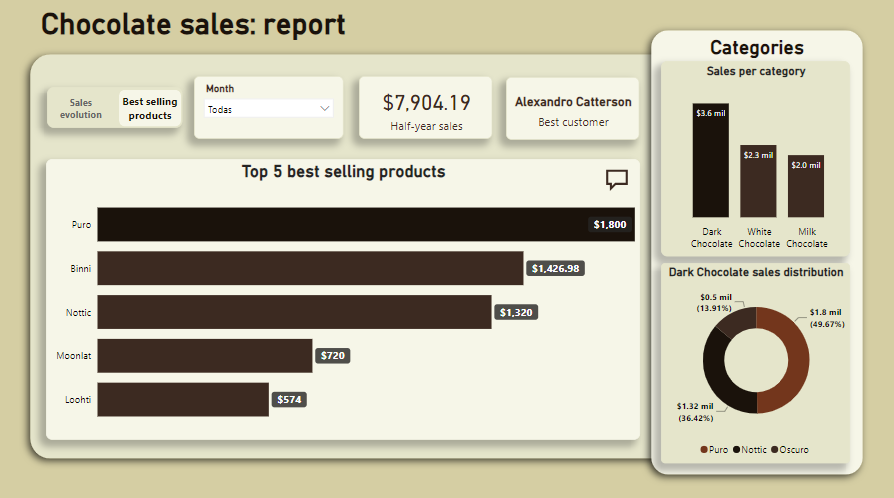 Chocolate sales: report
Sales
evolution
Best selling
products
Month
Todas
$7,904.19
Half-year sales
Alexandro Catterson
Best customer
Top 5 best selling products
Puro
$1,800
Binni
$1,426.98
Nottic
$1,320
Moonlat
$720
Loohti
$574
Categories
Sales per category
$3.6 mil
$2.3 mil
$2.0 mil
Dark
Chocolate
White
Chocolate
Milk
Chocolate
Dark Chocolate sales distribution
$0.5 mil
(13.91%)
$1.8 mil
(49.67%)
$1.32 mil
(36.42%)
Puro Nottic Oscuro